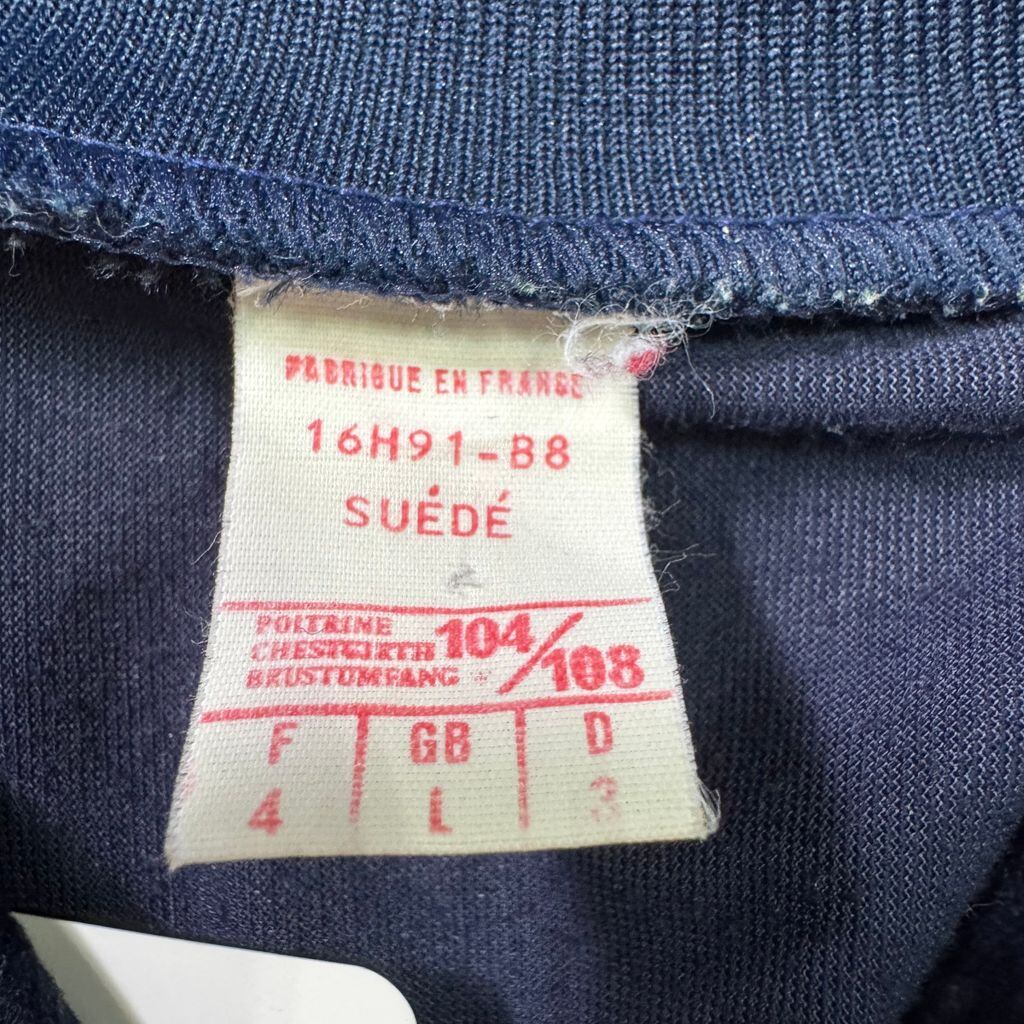 FABRIQUE EN FRANCE
16H91-B8
SUÉDÉ
POITRINE
CHESTGIRTH
BRUSTUMFANG
104/108
F GB D
4 L 3